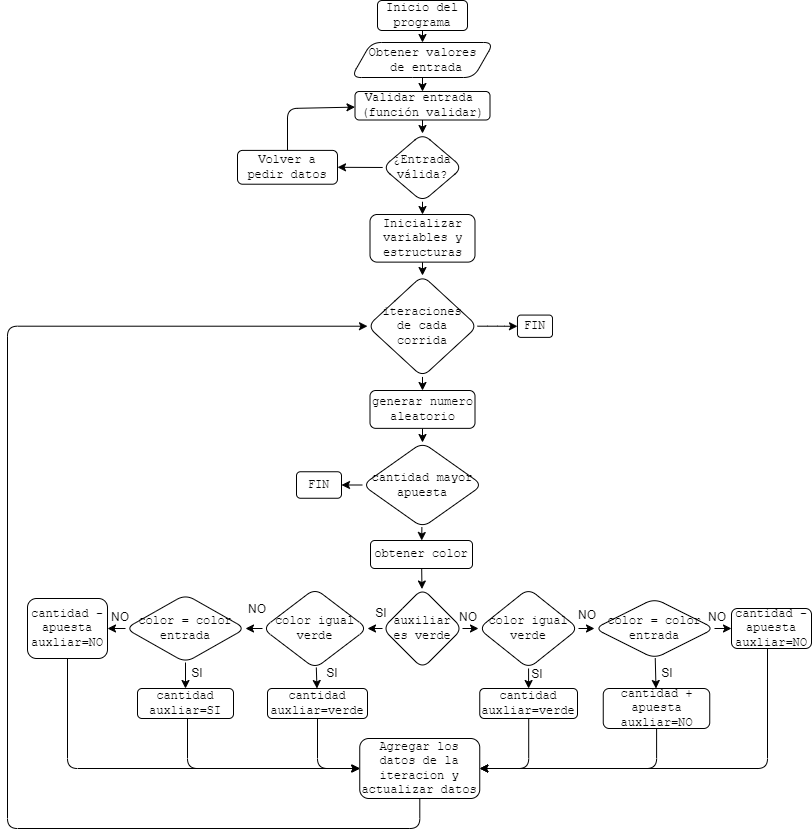 Inicio del
programa
Obtener valores
de entrada
Validar entrada
(función validar)
¿Entrada
válida?
Volver a
pedir datos
Inicializar
variables y
estructuras
iteraciones
de cada
corrida
FIN
generar numero
aleatorio
cantidad mayor
apuesta
FIN
obtener color
auxiliar
es verde
SI
color igual
verde
NO
color = color
entrada
NO
cantidad -
apuesta
auxliar=NO
SI
cantidad
auxliar=SI
SI
cantidad
auxliar=verde
NO
color igual
verde
NO
color = color
entrada
NO
cantidad -
apuesta
auxliar=NO
SI
cantidad
auxliar=verde
SI
cantidad +
apuesta
auxliar=NO
Agregar los
datos de la
iteracion y
actualizar datos